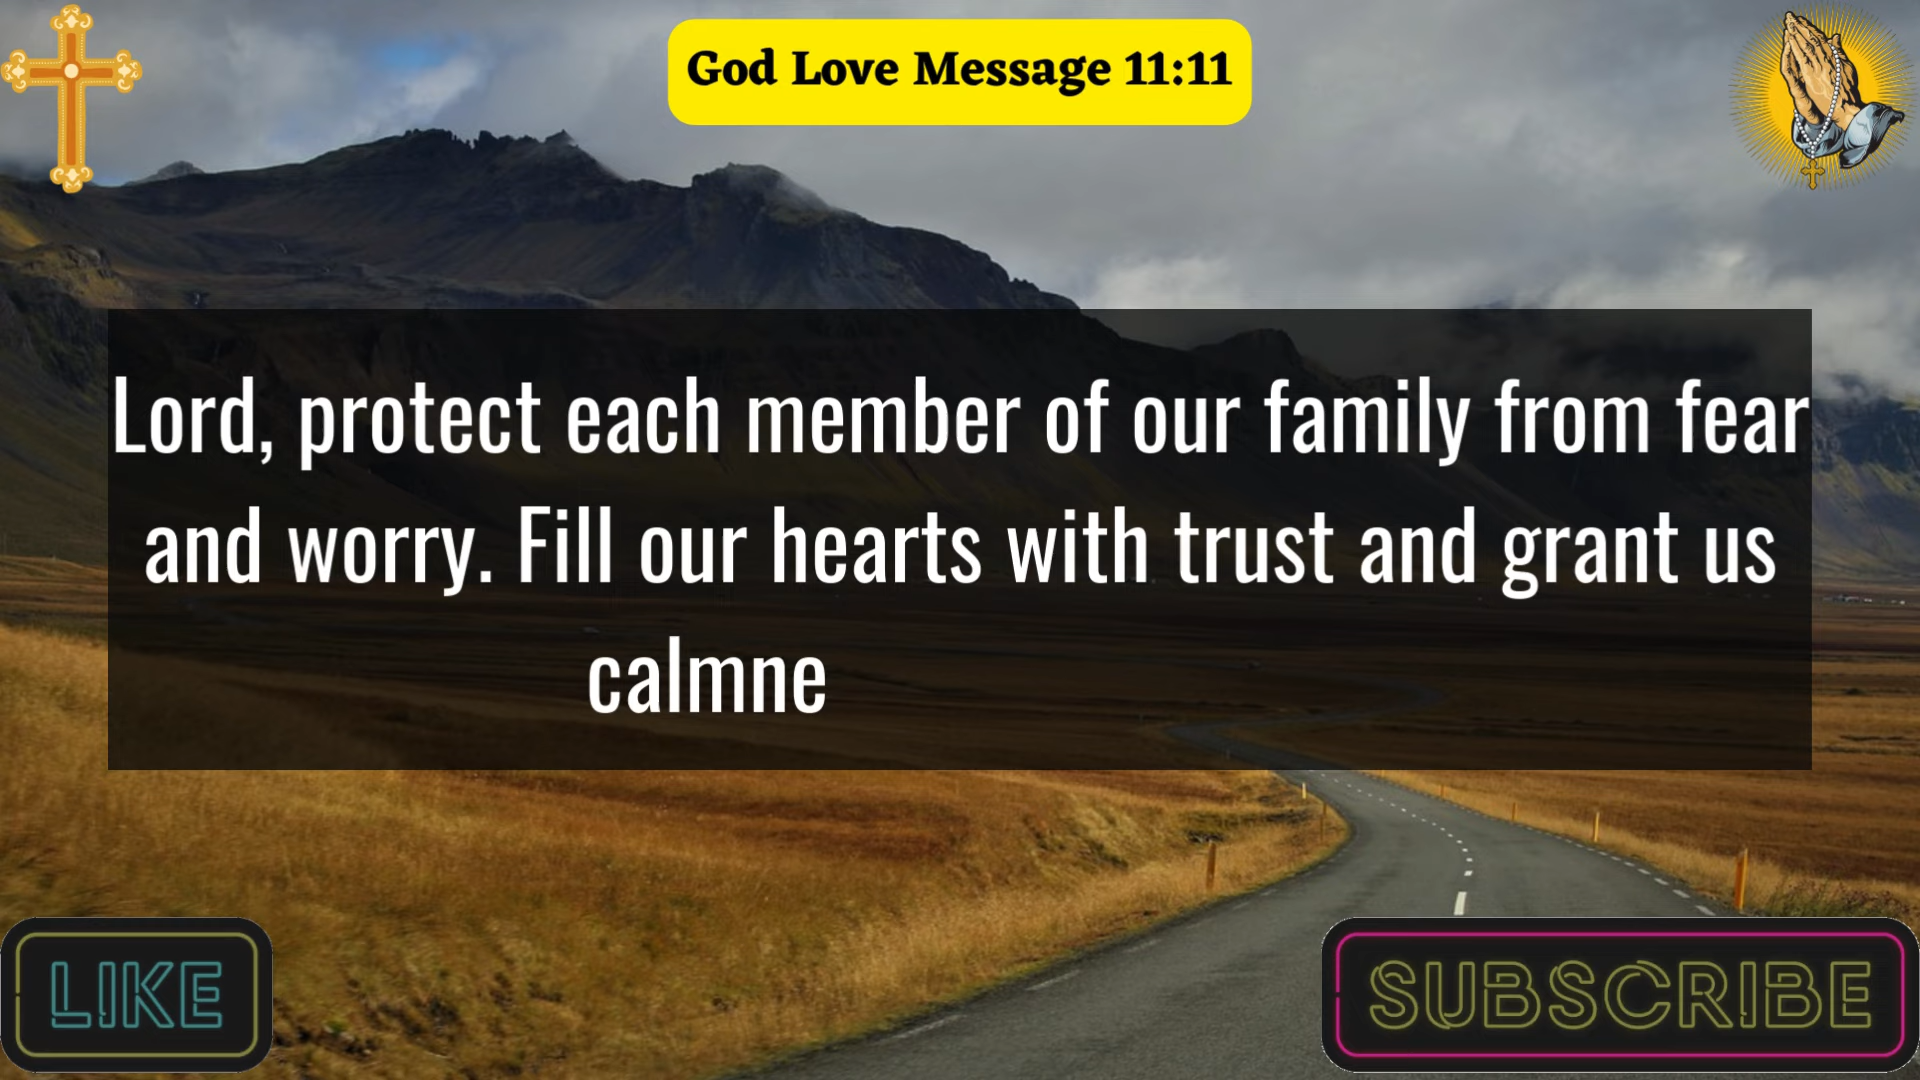 God Love Message 11:11
Lord, protect each member of our family from fear
and worry. Fill our hearts with trust and grant us
calmne
LIKE
SUBSCRIBE